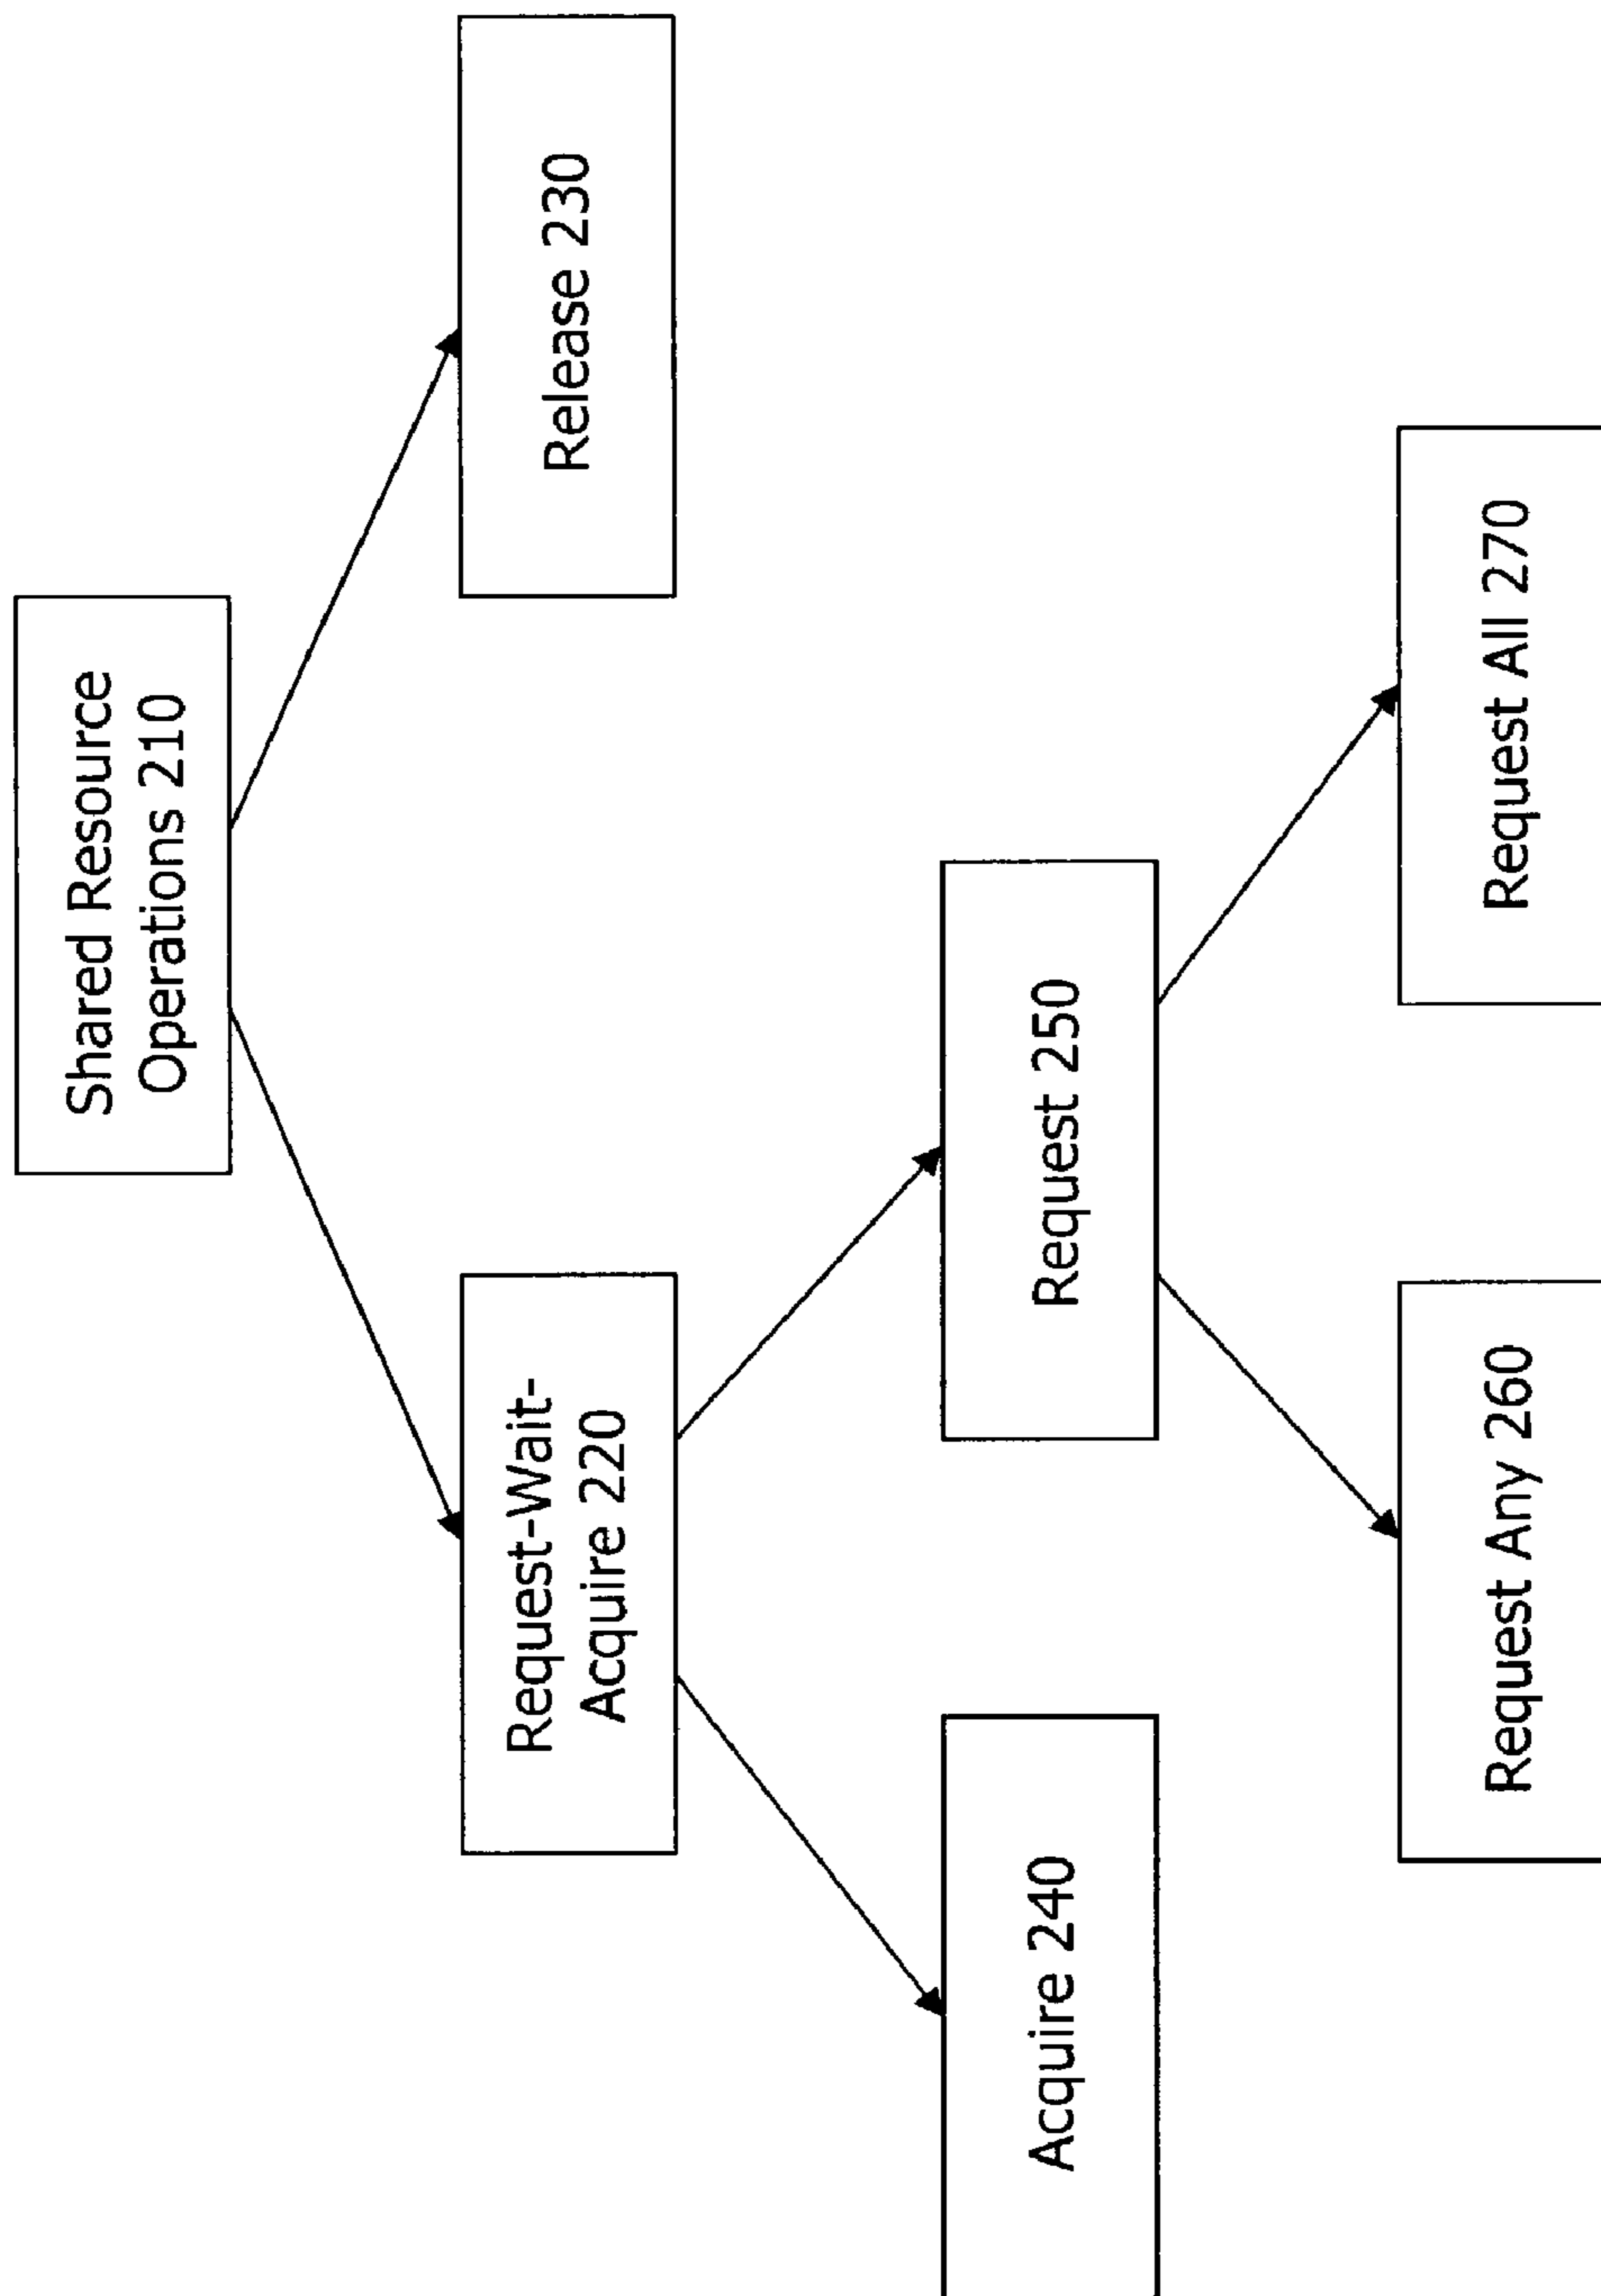 Shared Resource
Operations 210
Request-Wait-
Acquire 220
Release 230
Acquire 240
Request 250
Request Any 260
Request All 270